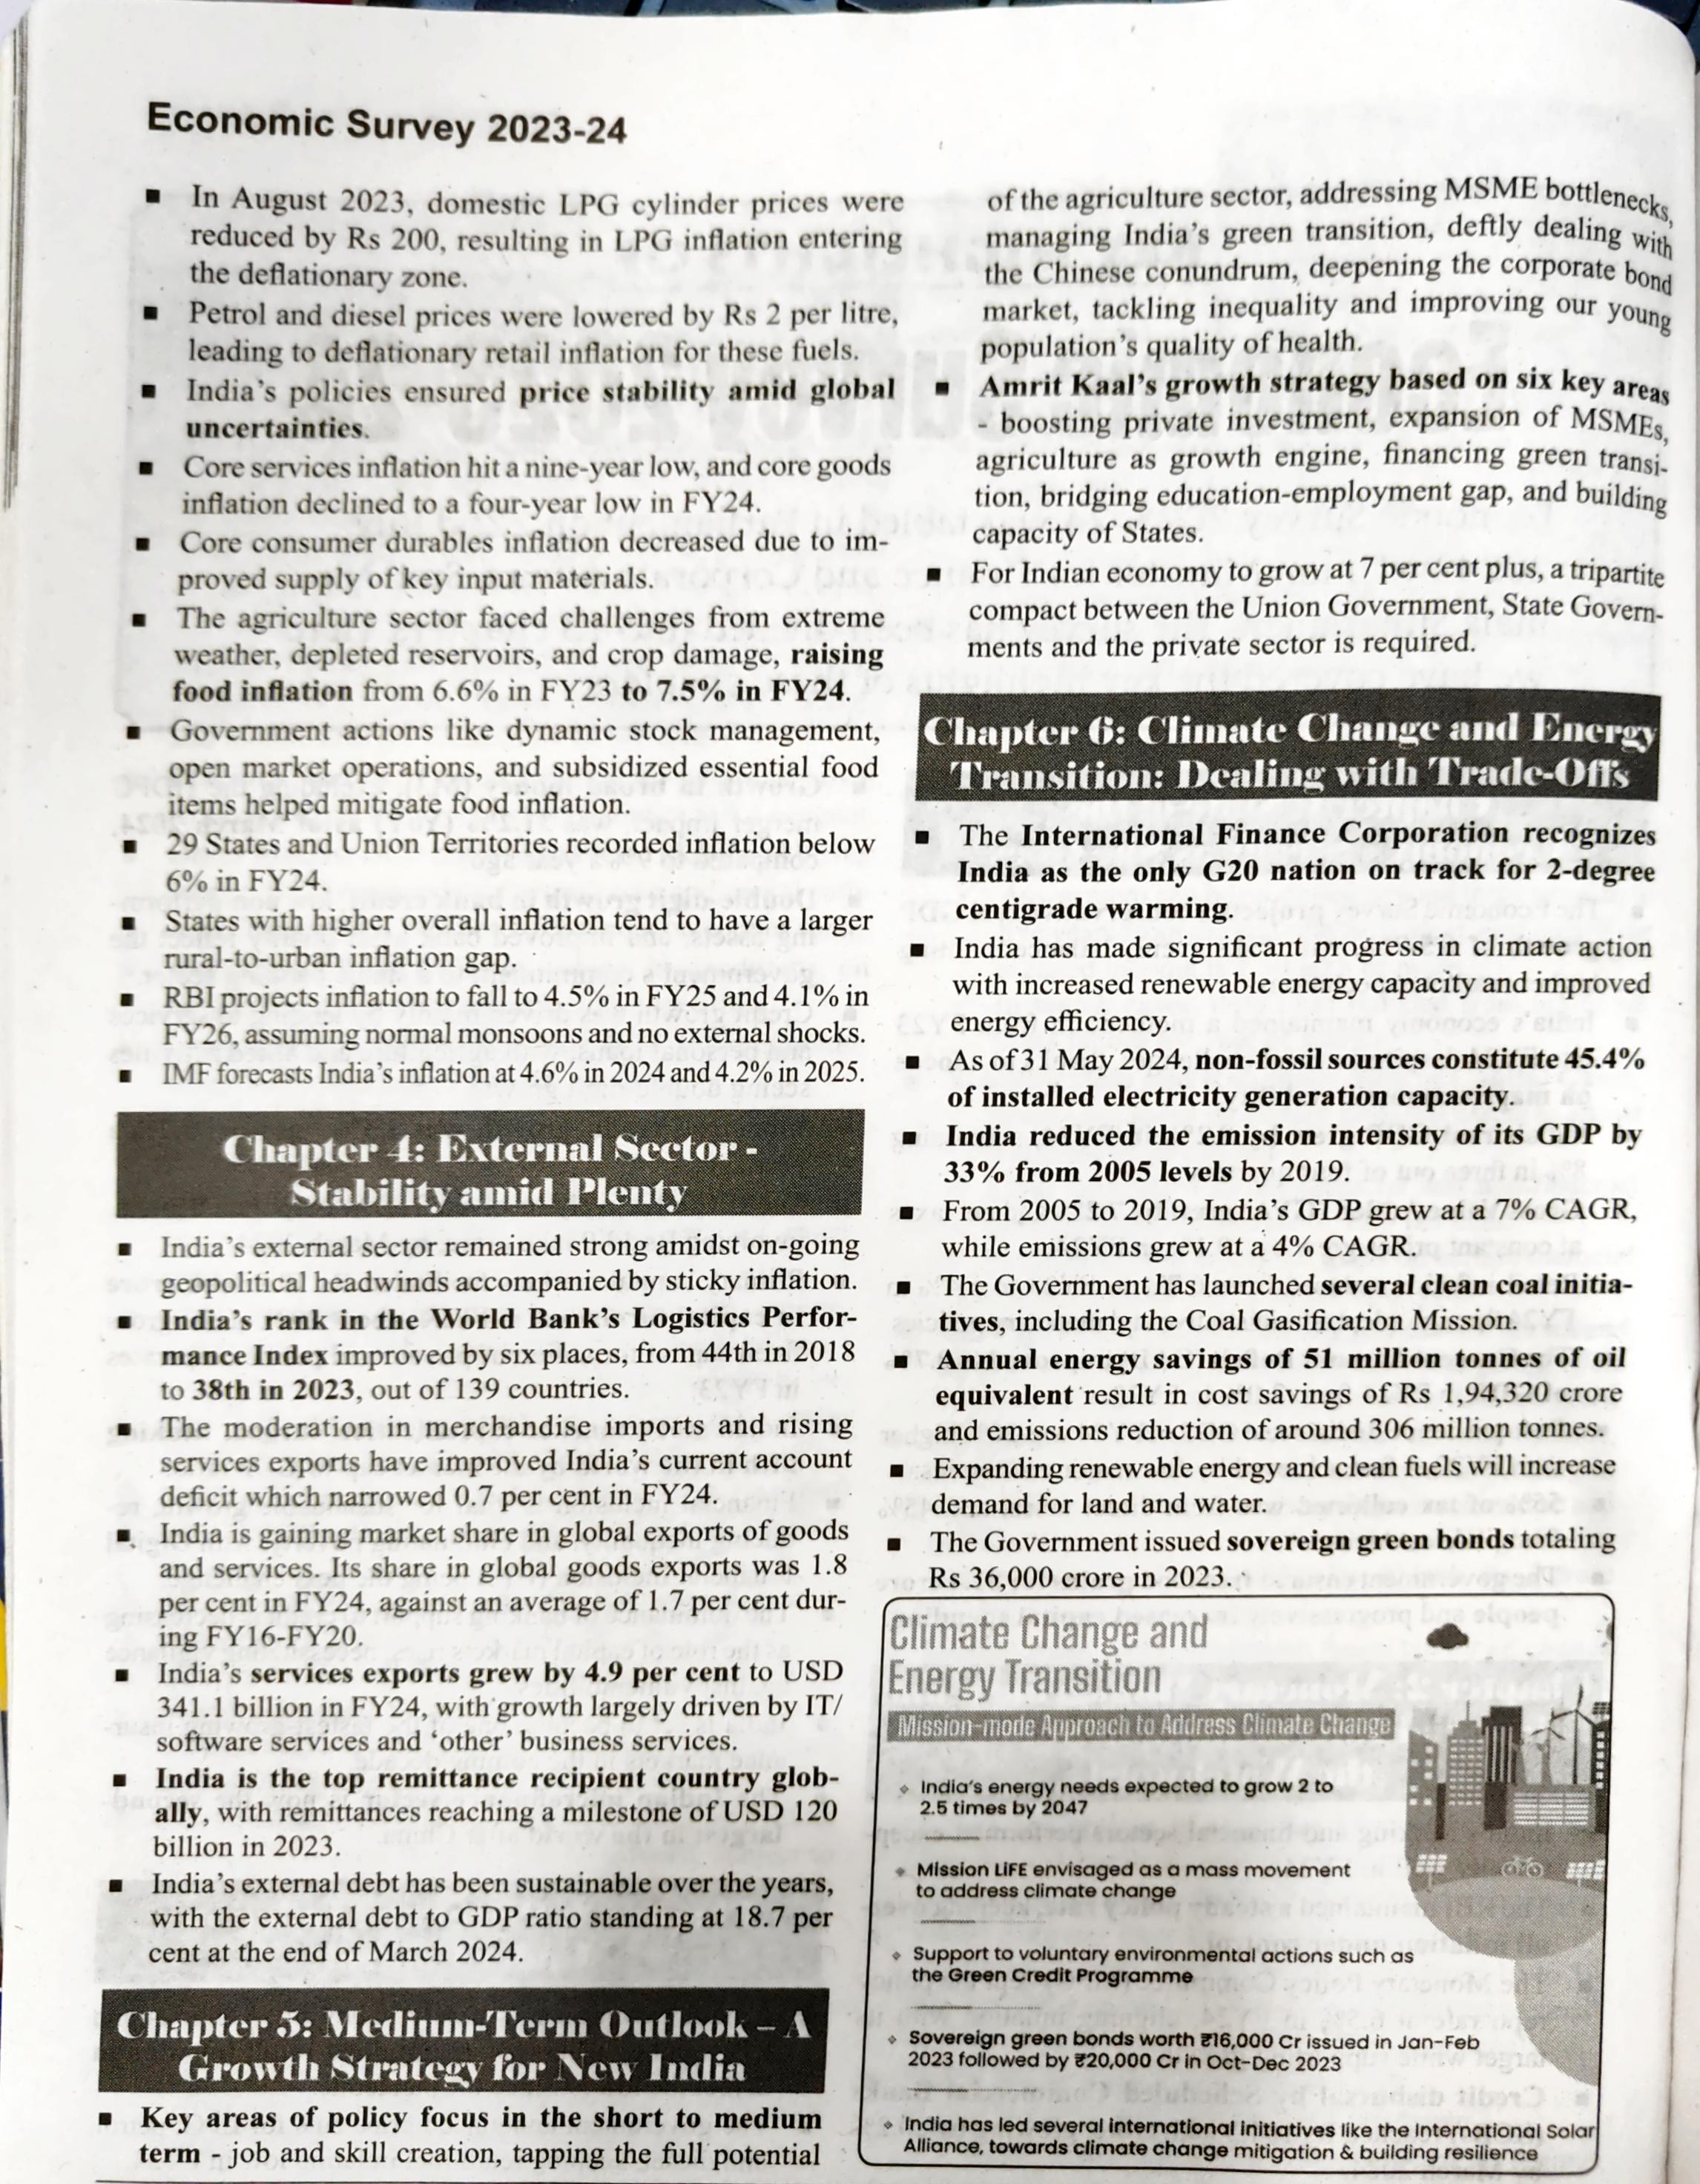 Economic Survey 2023-24
▪ In August 2023, domestic LPG cylinder prices were
reduced by Rs 200, resulting in LPG inflation entering
the deflationary zone.
▪ Petrol and diesel prices were lowered by Rs 2 per litre,
leading to deflationary retail inflation for these fuels.
▪ India's policies ensured price stability amid global
uncertainties.
▪ Core services inflation hit a nine-year low, and core goods
inflation declined to a four-year low in FY24.
▪ Core consumer durables inflation decreased due to im-
proved supply of key input materials.
▪ The agriculture sector faced challenges from extreme
weather, depleted reservoirs, and crop damage, raising
food inflation from 6.6% in FY23 to 7.5% in FY24.
▪ Government actions like dynamic stock management,
open market operations, and subsidized essential food
items helped mitigate food inflation.
▪ 29 States and Union Territories recorded inflation below
6% in FY24.
▪ States with higher overall inflation tend to have a larger
rural-to-urban inflation gap.
▪ RBI projects inflation to fall to 4.5% in FY25 and 4.1% in
FY26, assuming normal monsoons and no external shocks.
▪ IMF forecasts India's inflation at 4.6% in 2024 and 4.2% in 2025.
Chapter 4: External Sector -
Stability amid Plenty
▪ India's external sector remained strong amidst on-going
geopolitical headwinds accompanied by sticky inflation.
▪ India's rank in the World Bank's Logistics Perfor-
mance Index improved by six places, from 44th in 2018
to 38th in 2023, out of 139 countries.
▪ The moderation in merchandise imports and rising
services exports have improved India's current account
deficit which narrowed 0.7 per cent in FY24.
▪ India is gaining market share in global exports of goods
and services. Its share in global goods exports was 1.8
per cent in FY24, against an average of 1.7 per cent dur-
ing FY16-FY20.
▪ India's services exports grew by 4.9 per cent to USD
341.1 billion in FY24, with growth largely driven by IT/
software services and 'other' business services.
▪ India is the top remittance recipient country glob-
ally, with remittances reaching a milestone of USD 120
billion in 2023.
▪ India's external debt has been sustainable over the years,
with the external debt to GDP ratio standing at 18.7 per
cent at the end of March 2024.
Chapter 5: Medium-Term Outlook – A
Growth Strategy for New India
▪ Key areas of policy focus in the short to medium
term - job and skill creation, tapping the full potential
of the agriculture sector, addressing MSME bottlenecks,
managing India's green transition, deftly dealing with
the Chinese conundrum, deepening the corporate bond
market, tackling inequality and improving our young
population's quality of health.
▪ Amrit Kaal's growth strategy based on six key areas
- boosting private investment, expansion of MSMEs,
agriculture as growth engine, financing green transi-
tion, bridging education-employment gap, and building
capacity of States.
▪ For Indian economy to grow at 7 per cent plus, a tripartite
compact between the Union Government, State Govern-
ments and the private sector is required.
Chapter 6: Climate Change and Energy
Transition: Dealing with Trade-Offs
▪ The International Finance Corporation recognizes
India as the only G20 nation on track for 2-degree
centigrade warming.
▪ India has made significant progress in climate action
with increased renewable energy capacity and improved
energy efficiency.
▪ As of 31 May 2024, non-fossil sources constitute 45.4%
of installed electricity generation capacity.
▪ India reduced the emission intensity of its GDP by
33% from 2005 levels by 2019.
▪ From 2005 to 2019, India's GDP grew at a 7% CAGR,
while emissions grew at a 4% CAGR.
▪ The Government has launched several clean coal initia-
tives, including the Coal Gasification Mission.
▪ Annual energy savings of 51 million tonnes of oil
equivalent result in cost savings of Rs 1,94,320 crore
and emissions reduction of around 306 million tonnes.
▪ Expanding renewable energy and clean fuels will increase
demand for land and water.
▪ The Government issued sovereign green bonds totaling
Rs 36,000 crore in 2023.
Climate Change and
Energy Transition
Mission-mode Approach to Address Climate Change
India's energy needs expected to grow 2 to
2.5 times by 2047
Mission LiFE envisaged as a mass movement
to address climate change
Support to voluntary environmental actions such as
the Green Credit Programme
Sovereign green bonds worth ₹16,000 Cr issued in Jan-Feb
2023 followed by ₹20,000 Cr in Oct-Dec 2023
India has led several international initiatives like the International Solar
Alliance, towards climate change mitigation & building resilience